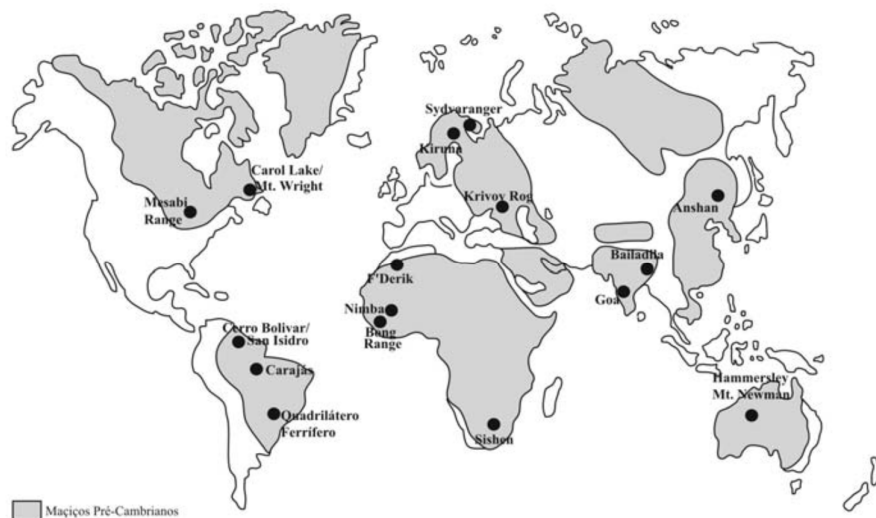 Sydvaranger
Kiruna
Carol Lake/
Mt. Wright
Mesabi
Range
Krivoy Rog
Anshan
F'Derik
Bailadila
Nimba
Goa
Bong
Range
Cerro Bolivar/
San Isidro
Carajás
Hammersley
Mt. Newman
Quadrilátero
Ferrífero
Sishen
Maçiços Pré-Cambrianos